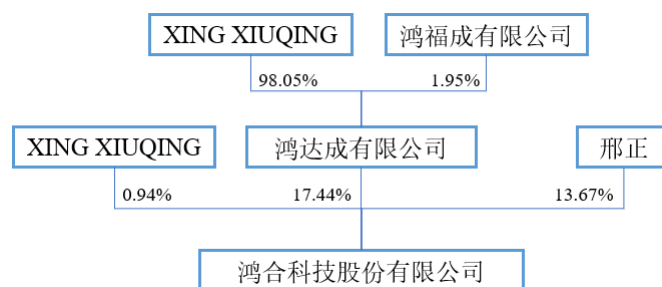 XING XIUQING
鸿福成有限公司
98.05%
1.95%
XING XIUQING
鸿达成有限公司
邢正
0.94%
17.44%
13.67%
鸿合科技股份有限公司